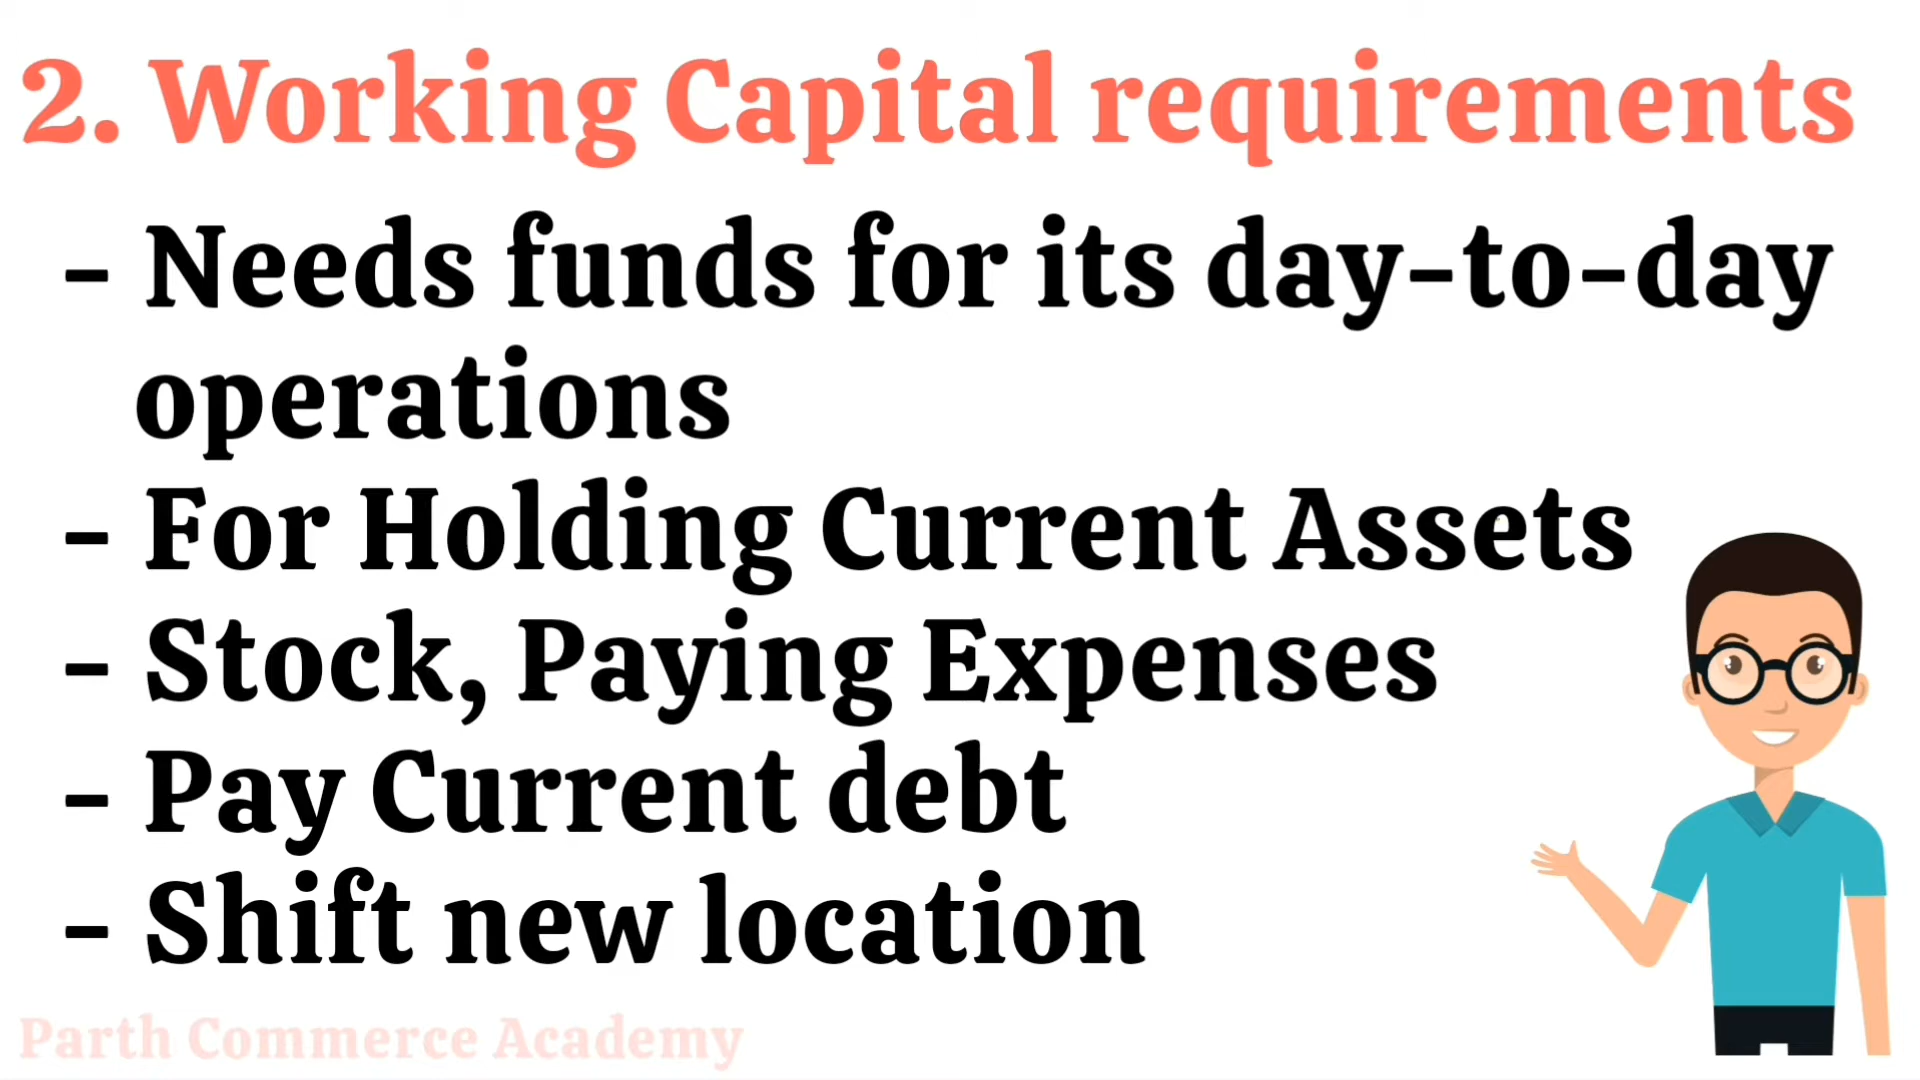 2. Working Capital requirements
- Needs funds for its day-to-day
operations
- For Holding Current Assets
- Stock, Paying Expenses
- Pay Current debt
- Shift new location
Parth Commerce Academy